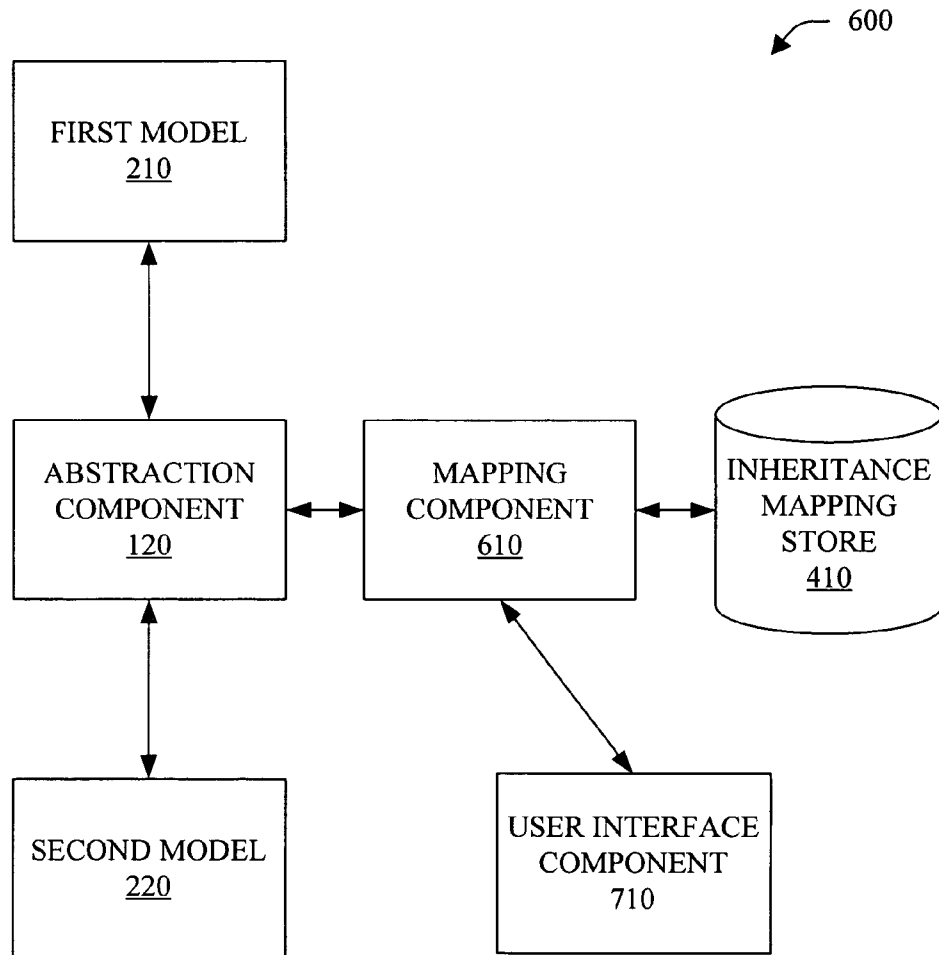 600
FIRST MODEL
210
ABSTRACTION
COMPONENT
120
MAPPING
COMPONENT
610
INHERITANCE
MAPPING
STORE
410
SECOND MODEL
220
USER INTERFACE
COMPONENT
710